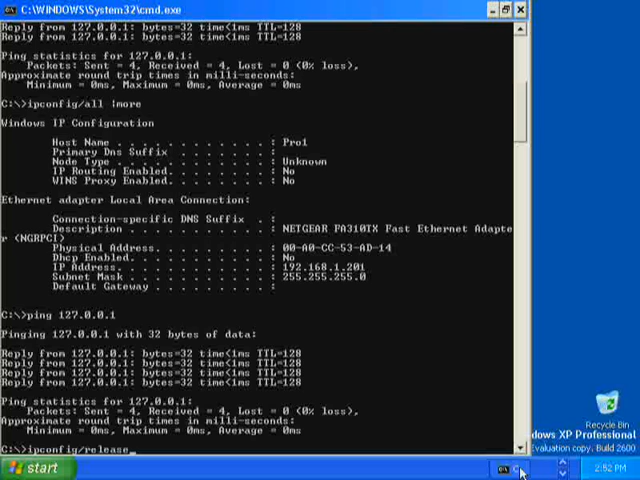 C:\WINDOWS\System32\cmd.exe
Reply from 127.0.0.1: bytes=32 time<1ms TTL=128
Reply from 127.0.0.1: bytes=32 time<1ms TTL=128
Ping statistics for 127.0.0.1:
Packets: Sent = 4, Received = 4, Lost = 0 (0% loss),
Approximate round trip times in milli-seconds:
Minimum = 0ms, Maximum = 0ms, Average = 0ms
C:\>ipconfig/all |more
Windows IP Configuration
Host Name . . . . . . . . . . . . : Pro1
Primary Dns Suffix  . . . . . . . :
Node Type . . . . . . . . . . . . : Unknown
IP Routing Enabled. . . . . . . . : No
WINS Proxy Enabled. . . . . . . . : No
Ethernet adapter Local Area Connection:
Connection-specific DNS Suffix  . :
Description . . . . . . . . . . . : NETGEAR FA310TX Fast Ethernet Adapte
r (NGRPCI)
Physical Address. . . . . . . . . : 00-A0-CC-53-AD-14
Dhcp Enabled. . . . . . . . . . . : No
IP Address. . . . . . . . . . . . : 192.168.1.201
Subnet Mask . . . . . . . . . . . : 255.255.255.0
Default Gateway . . . . . . . . . :
C:\>ping 127.0.0.1
Pinging 127.0.0.1 with 32 bytes of data:
Reply from 127.0.0.1: bytes=32 time<1ms TTL=128
Reply from 127.0.0.1: bytes=32 time<1ms TTL=128
Reply from 127.0.0.1: bytes=32 time<1ms TTL=128
Reply from 127.0.0.1: bytes=32 time<1ms TTL=128
Ping statistics for 127.0.0.1:
Packets: Sent = 4, Received = 4, Lost = 0 (0% loss),
Approximate round trip times in milli-seconds:
Minimum = 0ms, Maximum = 0ms, Average = 0ms
C:\>ipconfig/release_
Recycle Bin
dows XP Professional
Evaluation copy. Build 2600
start
2:52 PM